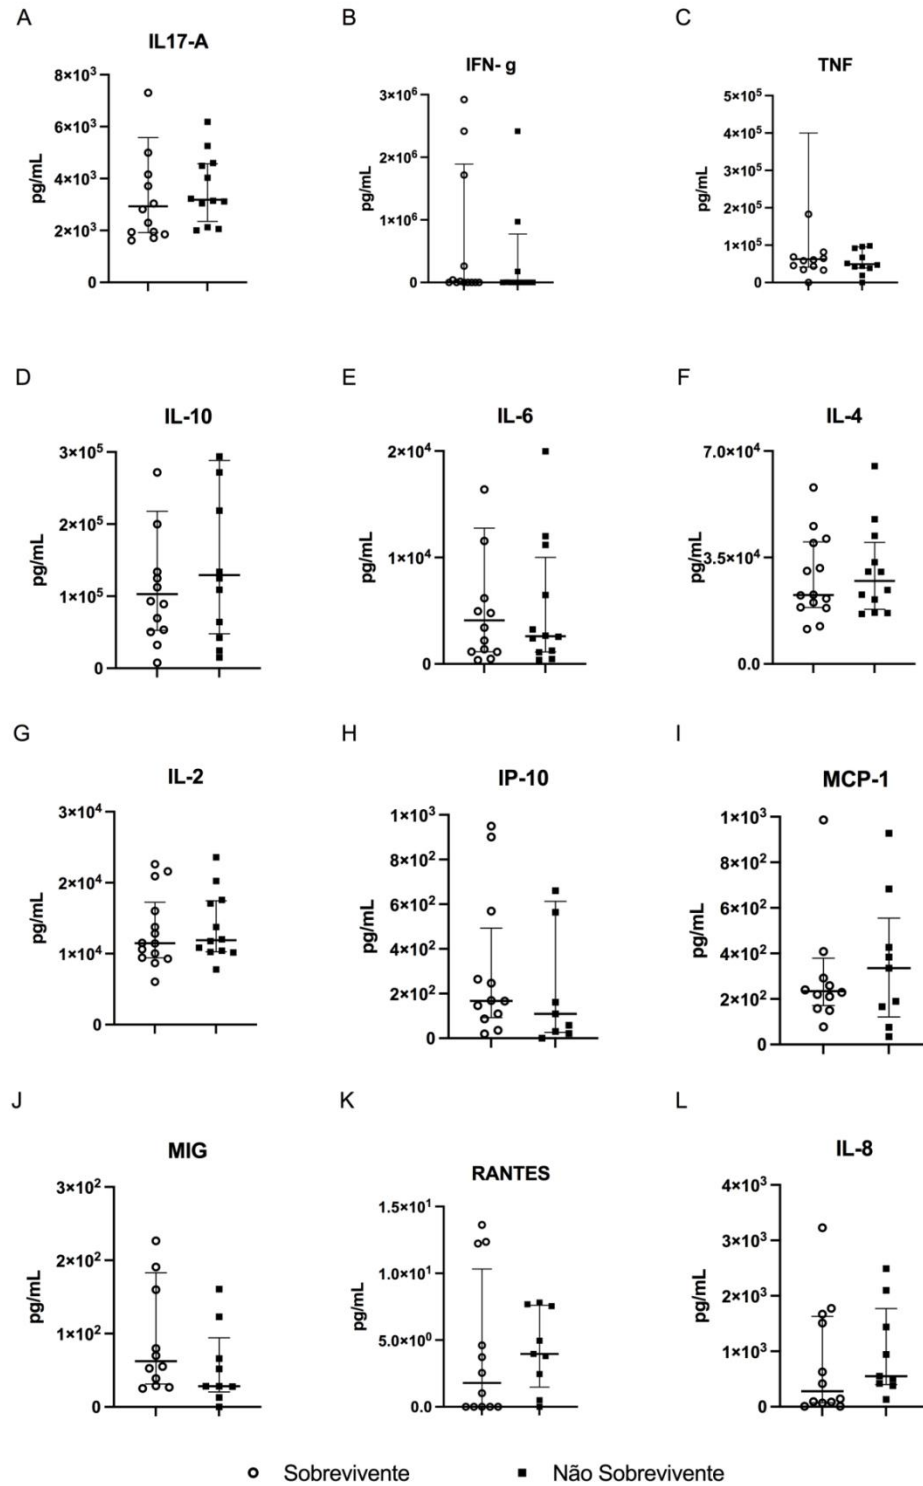 A
IL17-A
8×10³
6×10³
4×10³
2×10³
0
pg/mL
B
IFN- g
3×10⁶
2×10⁶
1×10⁶
0
pg/mL
C
TNF
5×10⁵
4×10⁵
3×10⁵
2×10⁵
1×10⁵
0
pg/mL
D
IL-10
3×10⁵
2×10⁵
1×10⁵
0
pg/mL
E
IL-6
2×10⁴
1×10⁴
0
pg/mL
F
IL-4
7.0×10⁴
3.5×10⁴
0.0
pg/mL
G
IL-2
3×10⁴
2×10⁴
1×10⁴
0
pg/mL
H
IP-10
1×10³
8×10²
6×10²
4×10²
2×10²
0
pg/mL
I
MCP-1
1×10³
8×10²
6×10²
4×10²
2×10²
0
pg/mL
J
MIG
3×10²
2×10²
1×10²
0
pg/mL
K
RANTES
1.5×10¹
1.0×10¹
5.0×10⁰
0.0
pg/mL
L
IL-8
4×10³
3×10³
2×10³
1×10³
0
pg/mL
Sobrevivente
Não Sobrevivente